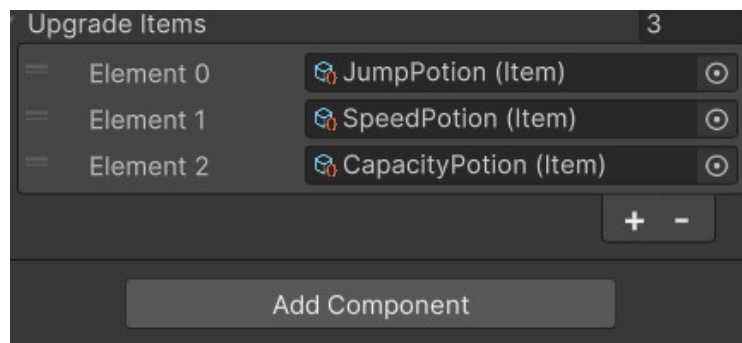 Upgrade Items 3
Element 0 JumpPotion (Item)
Element 1 SpeedPotion (Item)
Element 2 CapacityPotion (Item)
+ -
Add Component